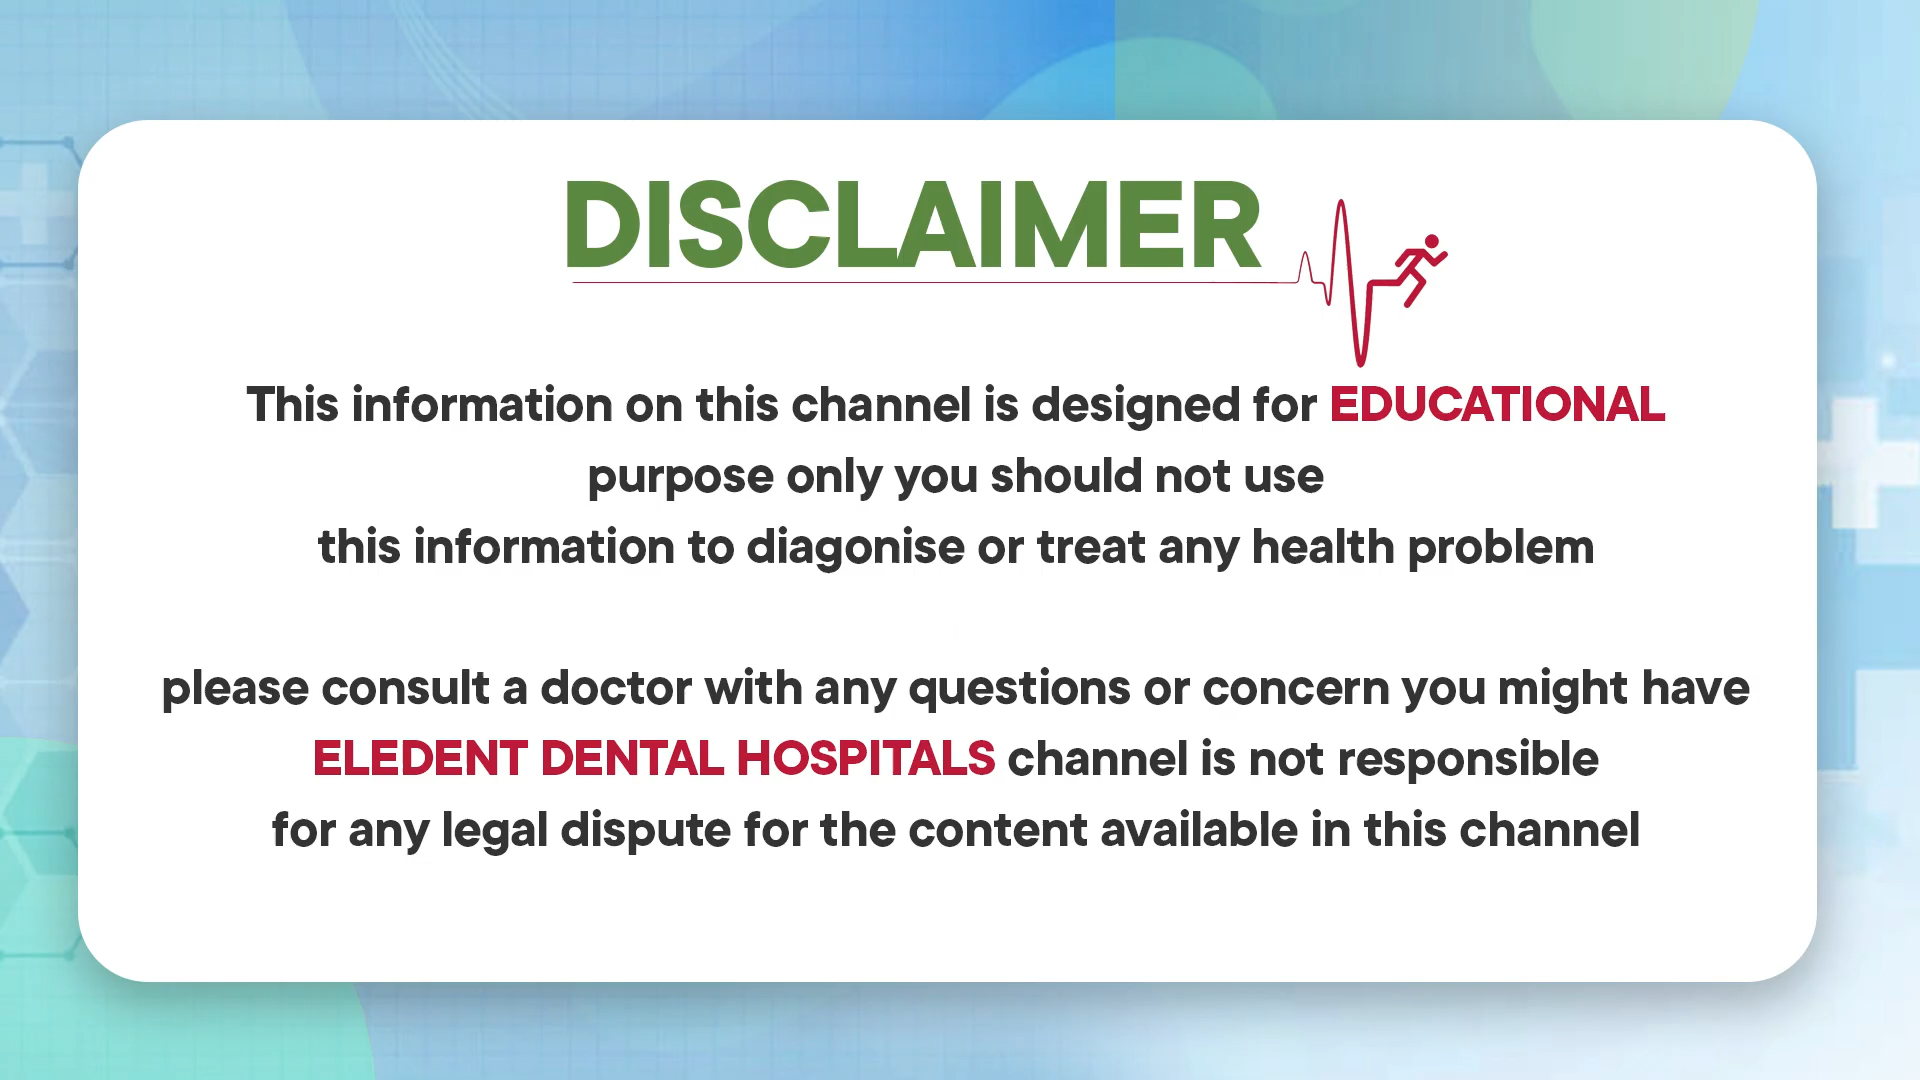 DISCLAIMER
This information on this channel is designed for EDUCATIONAL
purpose only you should not use
this information to diagonise or treat any health problem
please consult a doctor with any questions or concern you might have
ELEDENT DENTAL HOSPITALS channel is not responsible
for any legal dispute for the content available in this channel